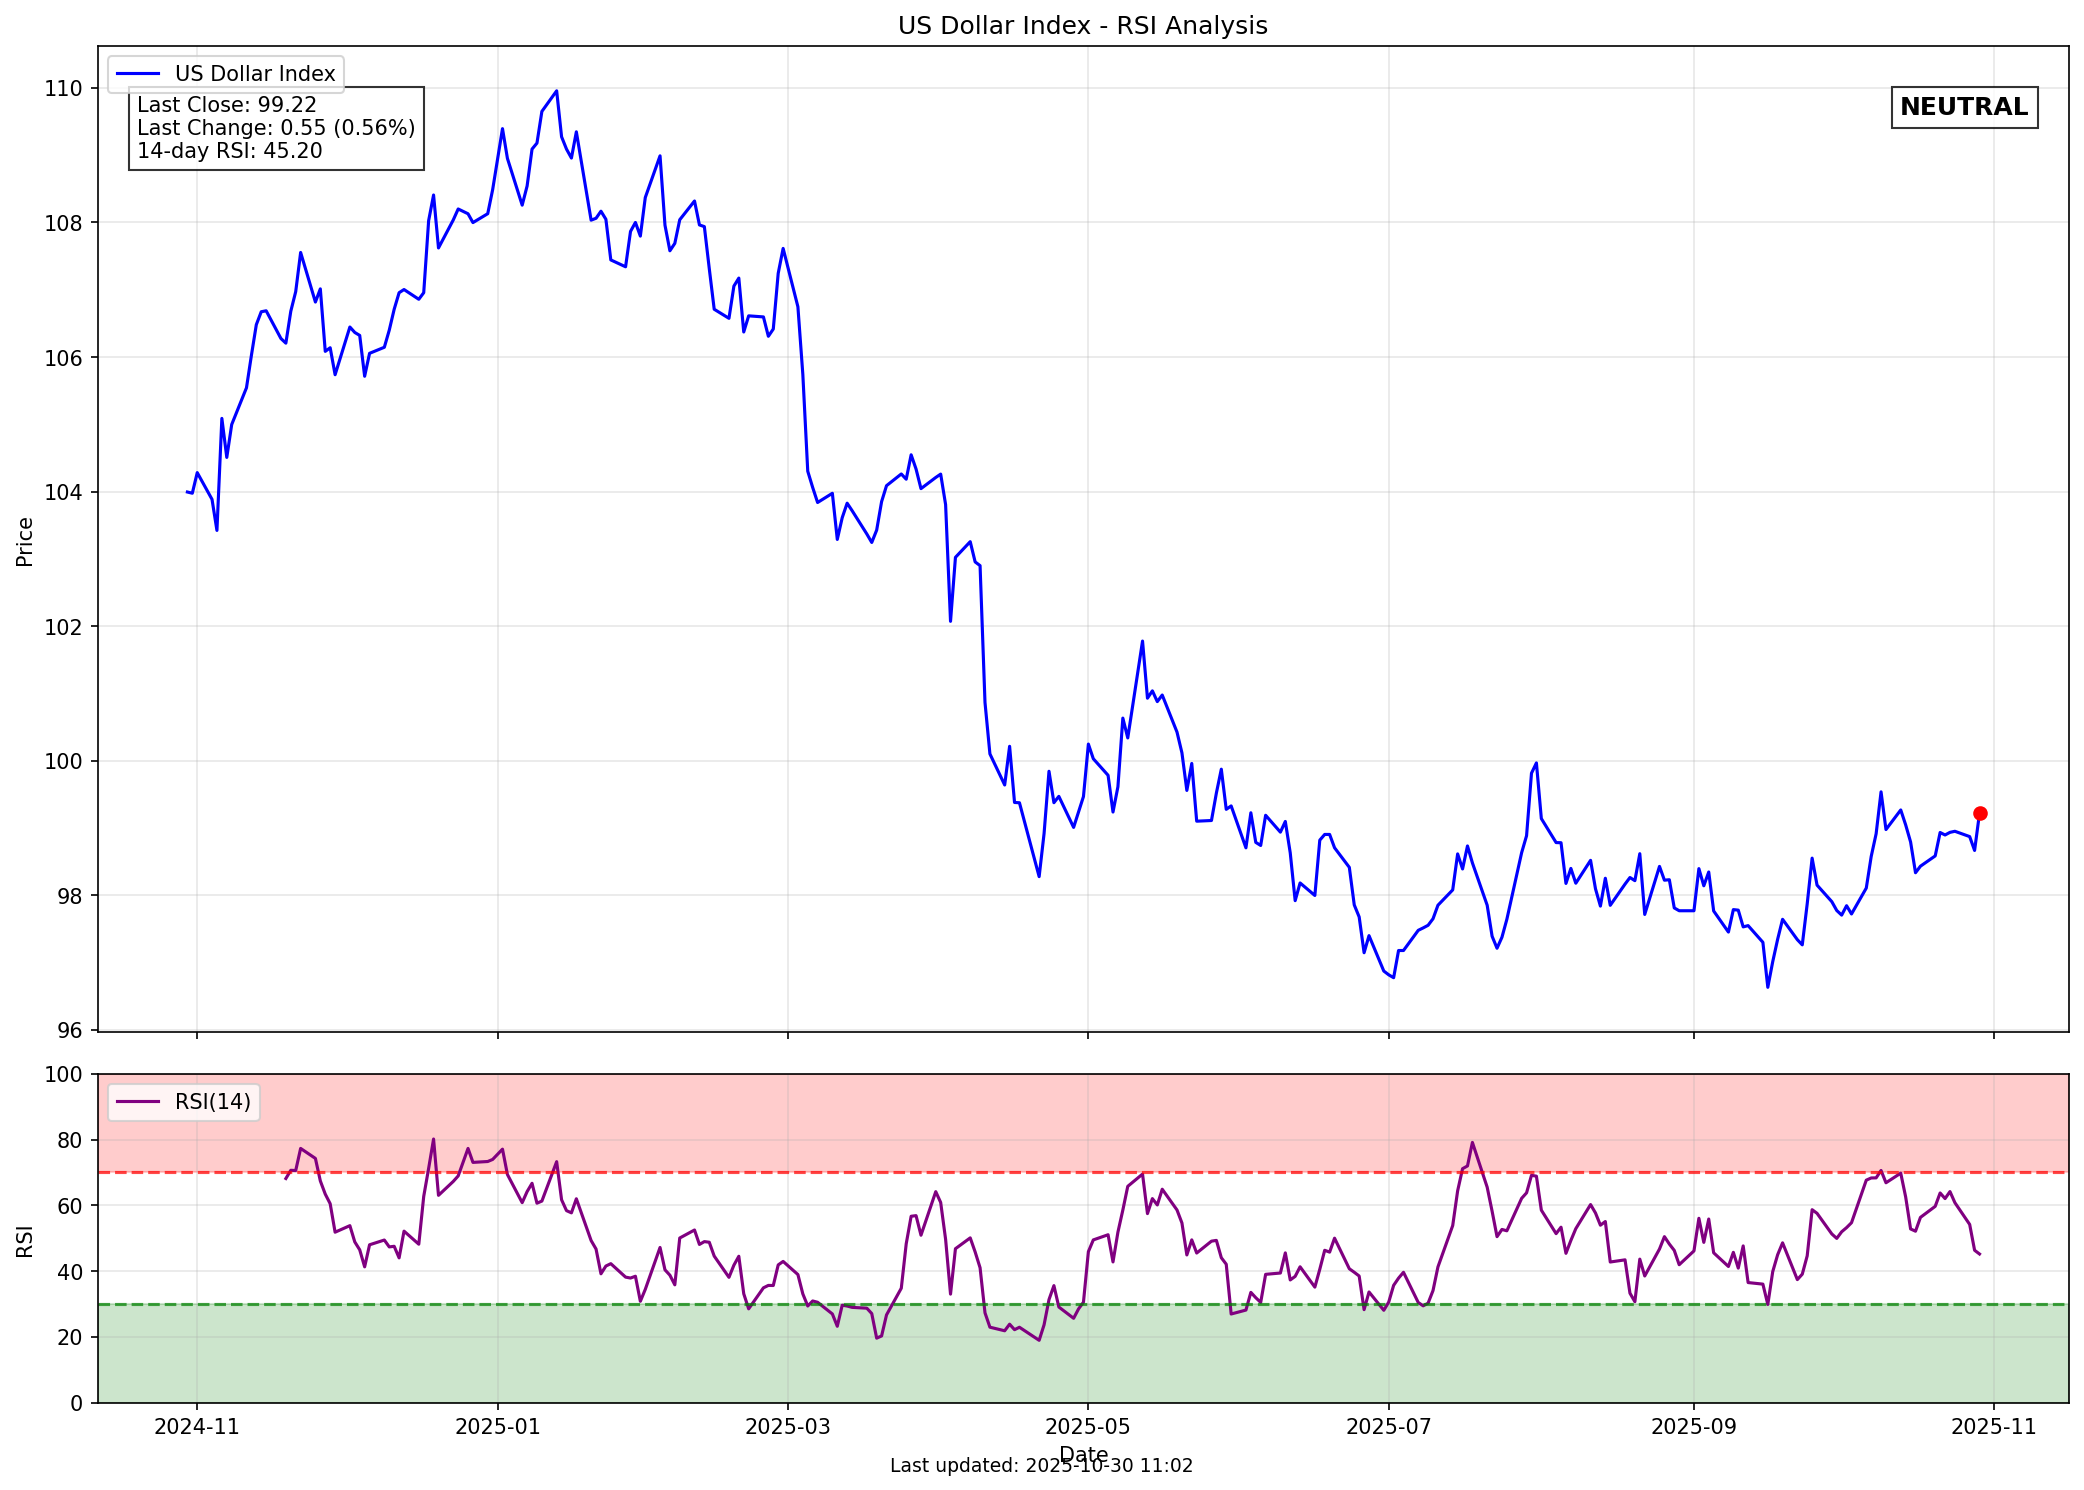 US Dollar Index - RSI Analysis
US Dollar Index
Last Close: 99.22
Last Change: 0.55 (0.56%)
14-day RSI: 45.20
NEUTRAL
110
108
106
104
102
100
98
96
Price
RSI(14)
100
80
60
40
20
0
RSI
2024-11
2025-01
2025-03
2025-05
2025-07
2025-09
2025-11
Date
Last updated: 2025-10-30 11:02